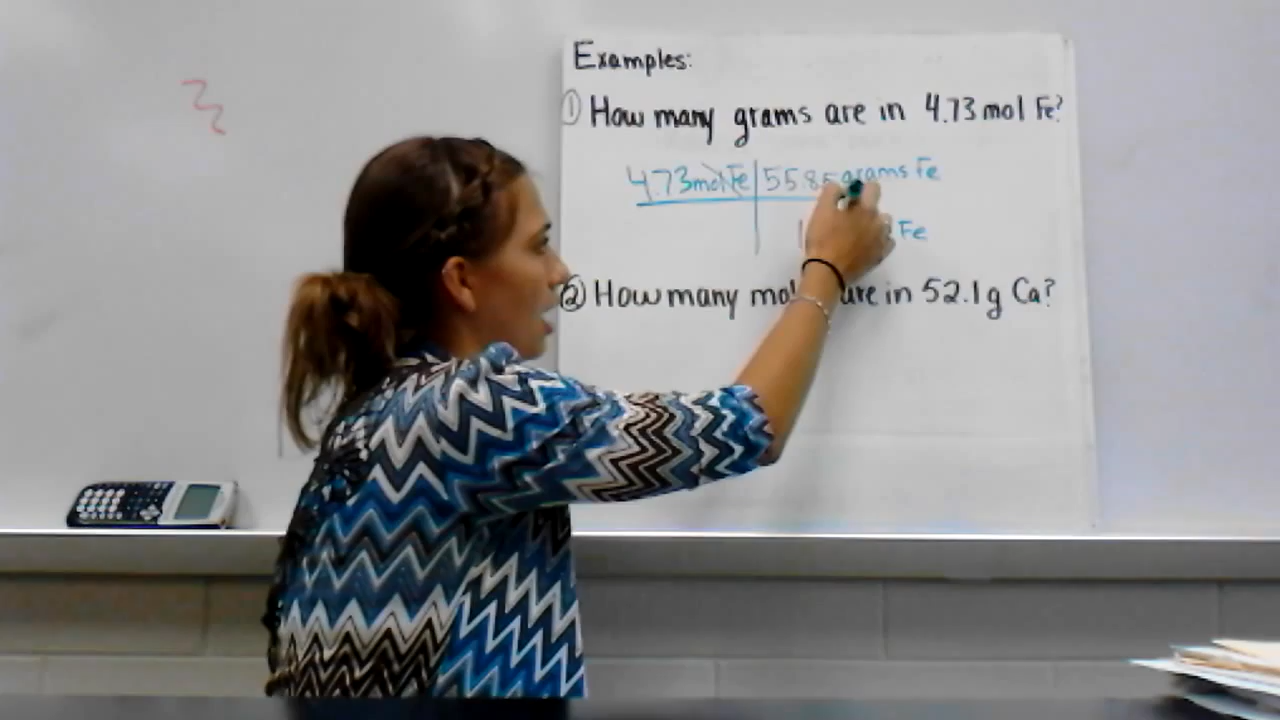 Examples:
① How many grams are in 4.73 mol Fe?
4.73 mol Fe 55.85 grams Fe
1 Fe
② How many are in 52.1g Ca?